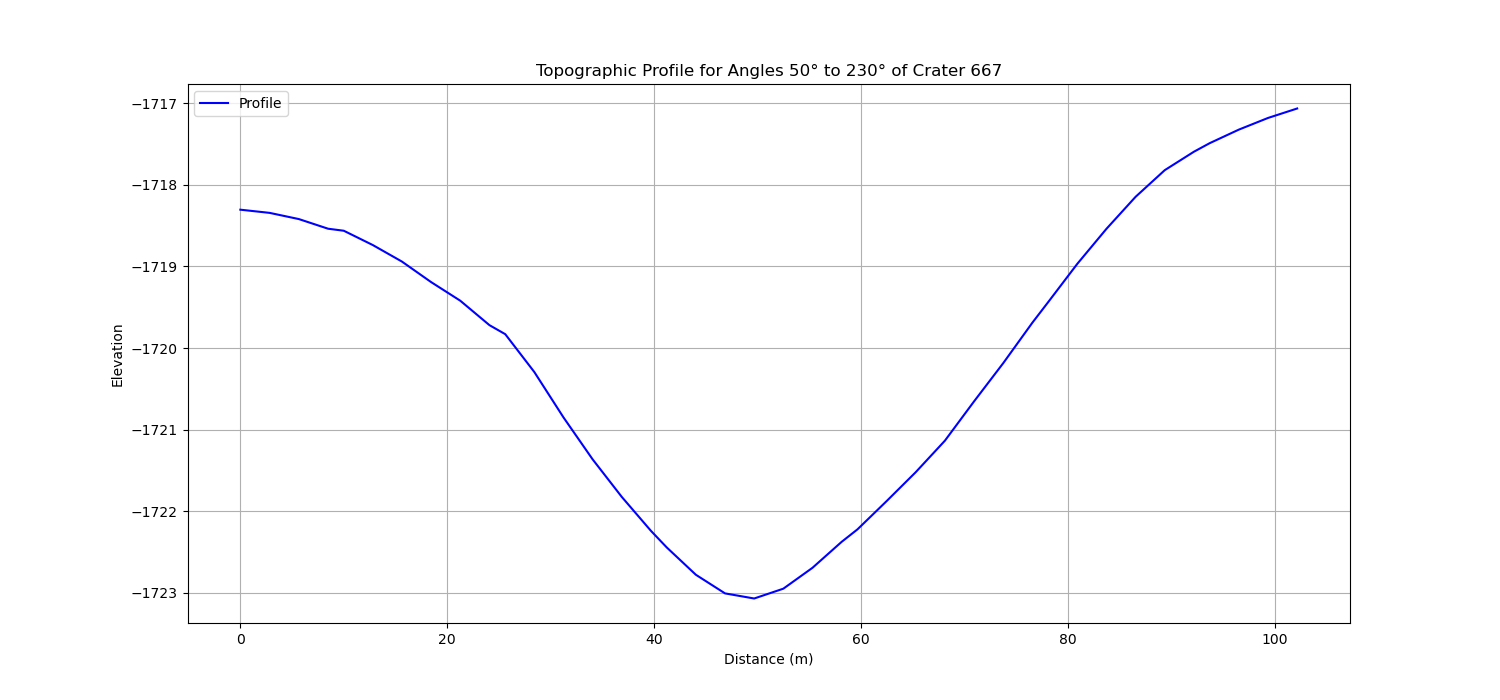 Topographic Profile for Angles 50° to 230° of Crater 667
Profile
−1717
−1718
−1719
−1720
−1721
−1722
−1723
Elevation
0 20 40 60 80 100
Distance (m)